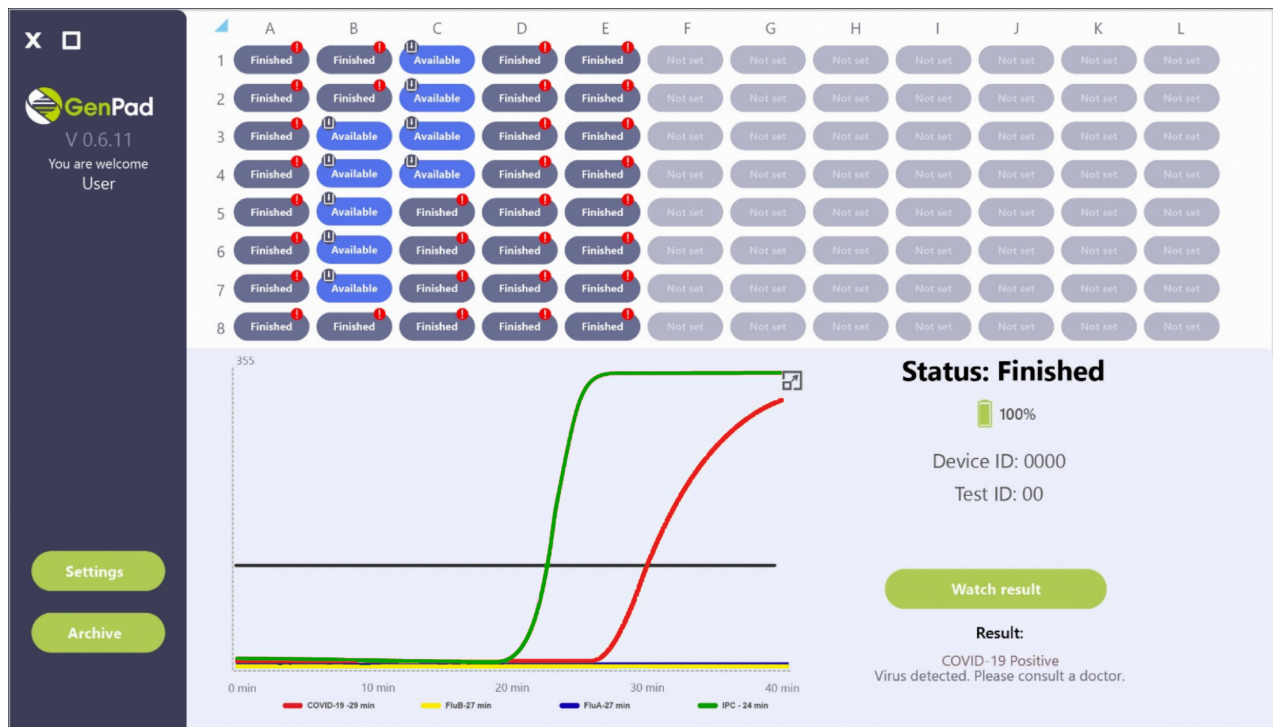 X
A B C D E F G H I J K L
1 Finished Finished Available Finished Finished Not set Not set Not set Not set Not set Not set Not set
2 Finished Finished Available Finished Finished Not set Not set Not set Not set Not set Not set Not set
3 Finished Available Available Finished Finished Not set Not set Not set Not set Not set Not set Not set
4 Finished Available Available Finished Finished Not set Not set Not set Not set Not set Not set Not set
5 Finished Available Finished Finished Finished Not set Not set Not set Not set Not set Not set Not set
6 Finished Available Finished Finished Finished Not set Not set Not set Not set Not set Not set Not set
7 Finished Available Finished Finished Finished Not set Not set Not set Not set Not set Not set Not set
8 Finished Finished Finished Finished Finished Not set Not set Not set Not set Not set Not set Not set
GenPad
V 0.6.11
You are welcome
User
Settings
Archive
355
0 min 10 min 20 min 30 min 40 min
COVID-19 -29 min FluB-27 min FluA-27 min IPC - 24 min
Status: Finished
100%
Device ID: 0000
Test ID: 00
Watch result
Result:
COVID-19 Positive
Virus detected. Please consult a doctor.